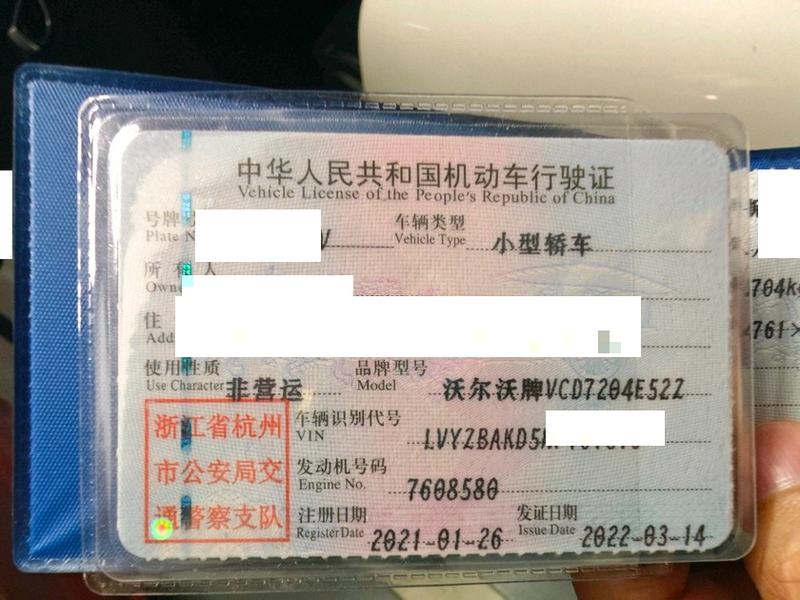 中华人民共和国机动车行驶证
Vehicle License of the People's Republic of China
号牌 车辆类型
Plate Vehicle Type 小型轿车
所有人
住
使用性质 品牌型号
Use Character 非营运 Model 沃尔沃牌VCD7204E52Z
浙江省杭州 车辆识别代号
VIN LVYZBAKD5
市公安局交 发动机号码
Engine No. 7608580
通警察支队 注册日期 发证日期
Register Date 2021-01-26 Issue Date 2022-03-14